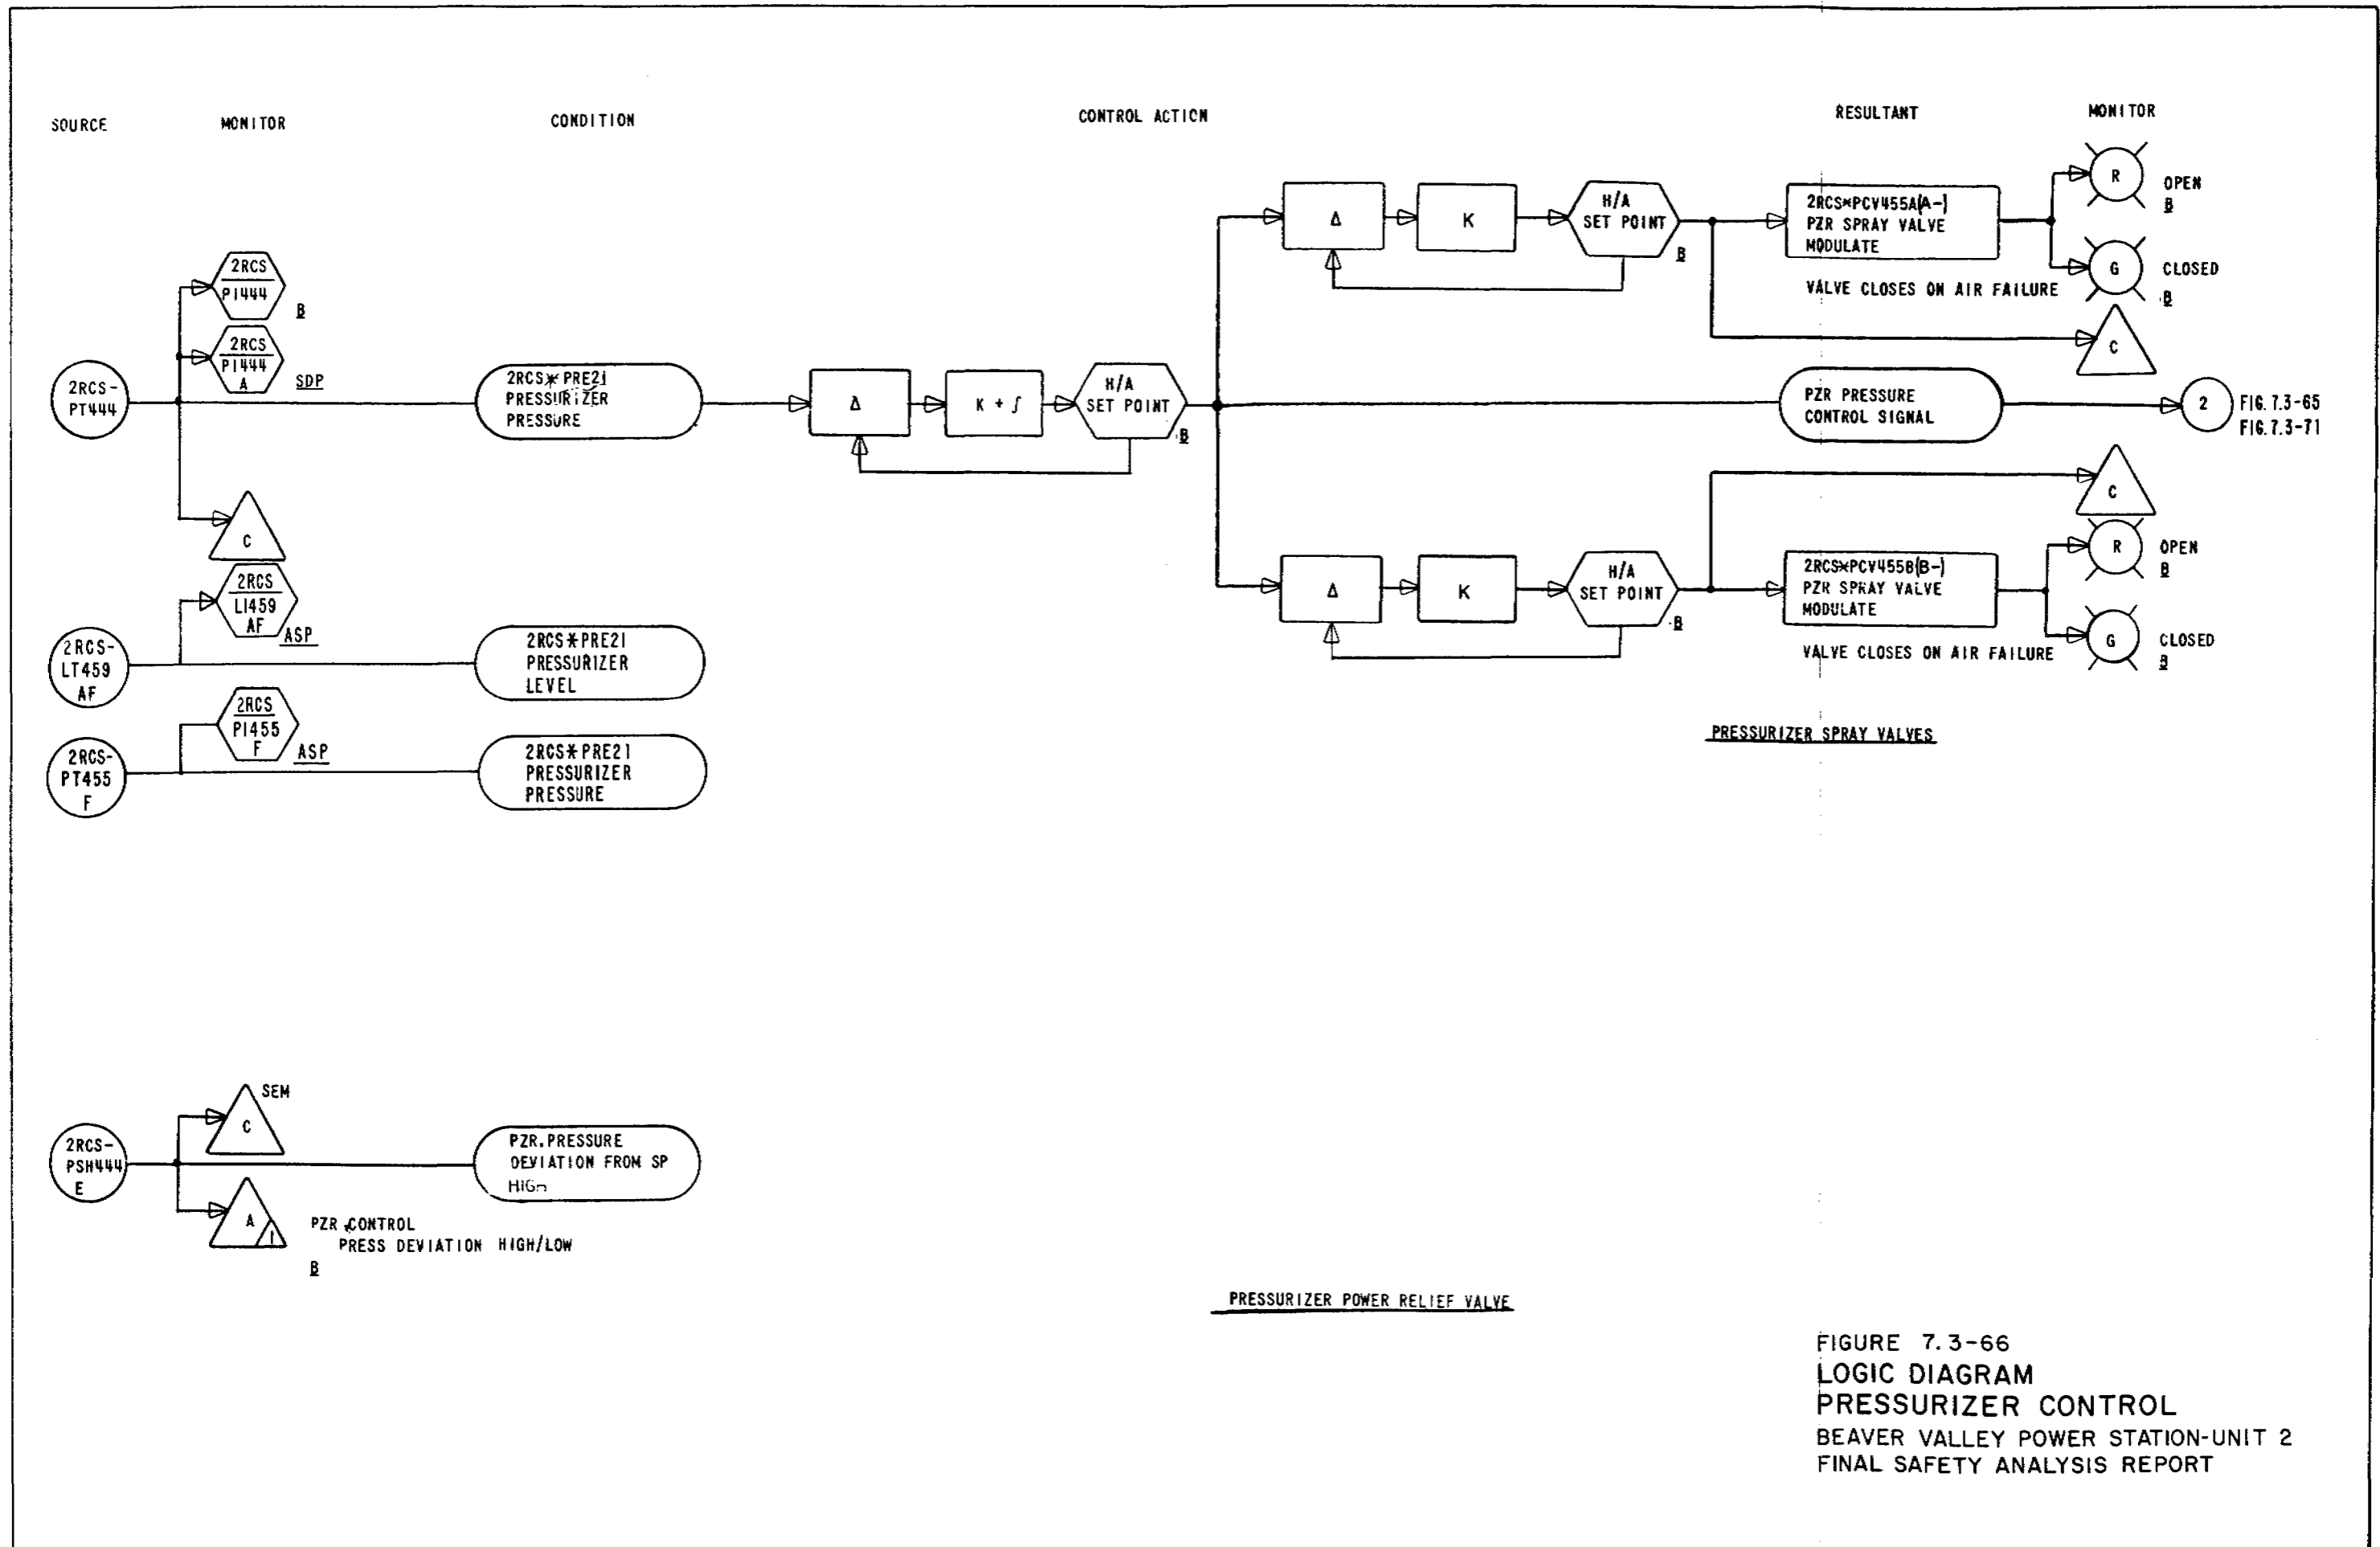 SOURCE
MONITOR
CONDITION
CONTROL ACTION
RESULTANT
MONITOR
2RCS
PI444
B
2RCS
PI444
A
SDP
2RCS-
PT444
2RCS* PRE21
PRESSURIZER
PRESSURE
Δ
K + ∫
H/A
SET POINT
B
C
Δ
K
H/A
SET POINT
B
2RCS*PCV455A(A-)
PZR SPRAY VALVE
MODULATE
VALVE CLOSES ON AIR FAILURE
R
OPEN
B
G
CLOSED
B
C
PZR PRESSURE
CONTROL SIGNAL
2
FIG. 7.3-65
FIG. 7.3-71
C
Δ
K
H/A
SET POINT
B
2RCS*PCV455B(B-)
PZR SPRAY VALVE
MODULATE
VALVE CLOSES ON AIR FAILURE
R
OPEN
B
G
CLOSED
B
PRESSURIZER SPRAY VALVES
2RCS
LI459
AF
ASP
2RCS-
LT459
AF
2RCS*PRE21
PRESSURIZER
LEVEL
2RCS
PI455
F
ASP
2RCS-
PT455
F
2RCS*PRE21
PRESSURIZER
PRESSURE
C
SEM
2RCS-
PSH444
E
PZR. PRESSURE
DEVIATION FROM SP
HIGH
A
1
PZR CONTROL
PRESS DEVIATION HIGH/LOW
B
PRESSURIZER POWER RELIEF VALVE
FIGURE 7.3-66
LOGIC DIAGRAM
PRESSURIZER CONTROL
BEAVER VALLEY POWER STATION-UNIT 2
FINAL SAFETY ANALYSIS REPORT